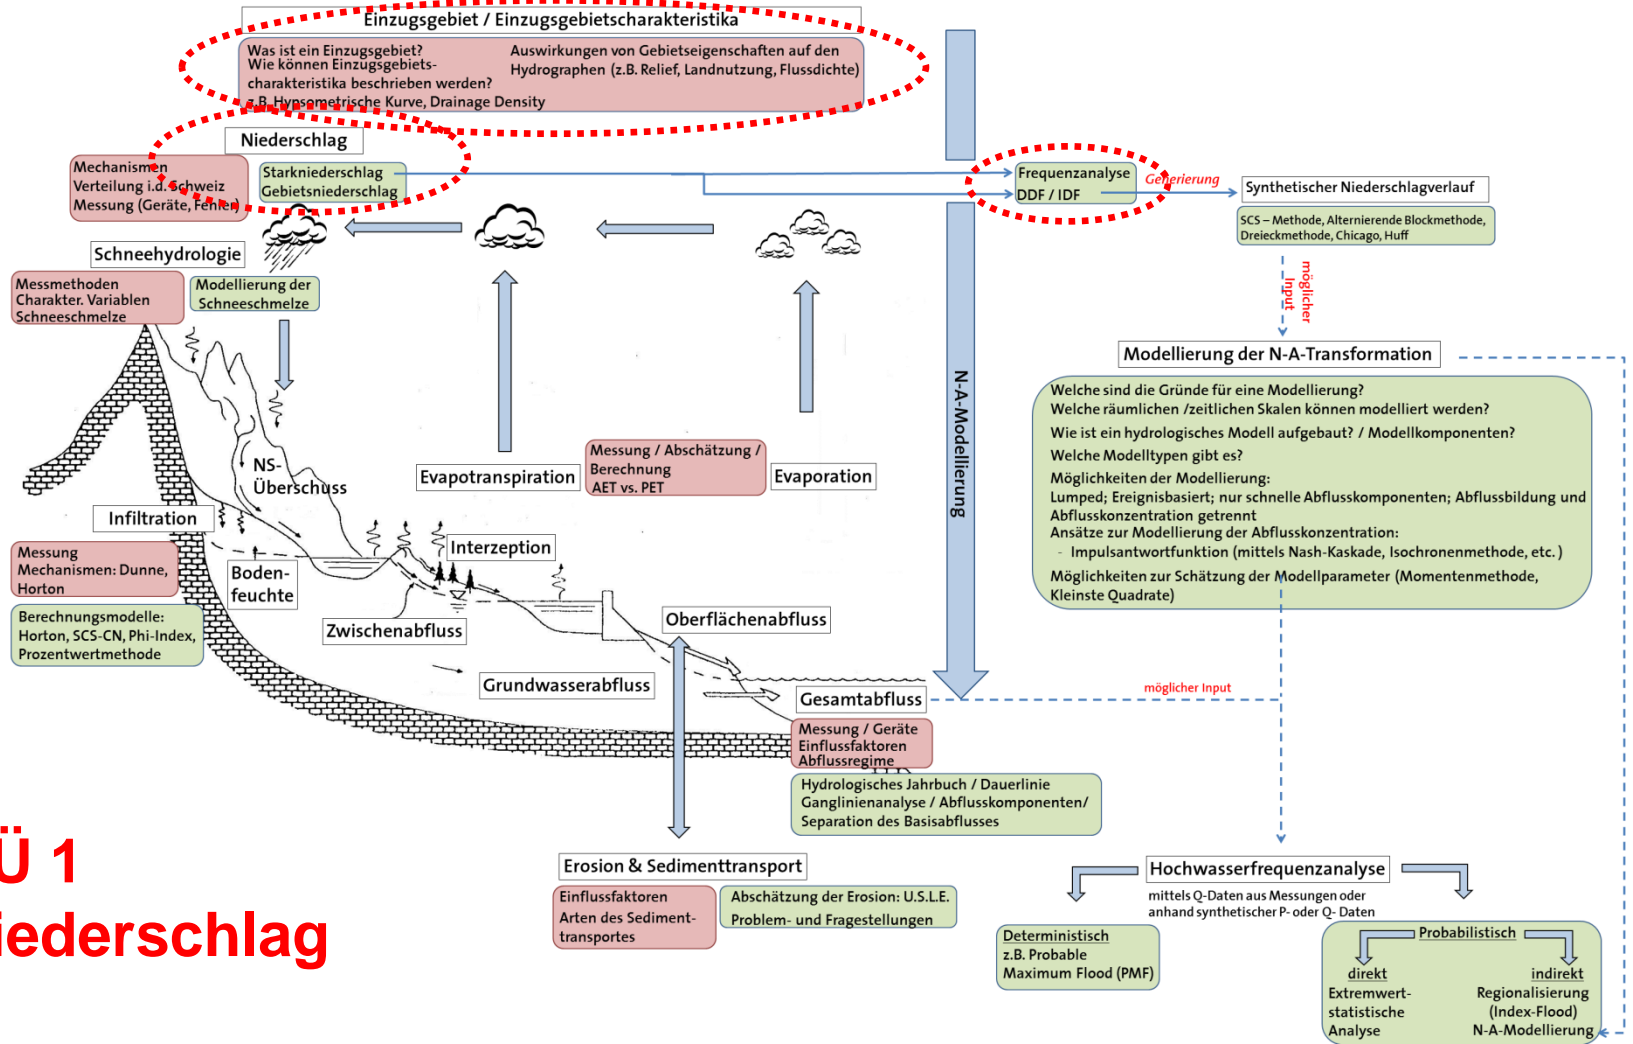 Einzugsgebiet / Einzugsgebietscharakteristika
Was ist ein Einzugsgebiet?
Wie können Einzugsgebiets-
charakteristika beschrieben werden?
z.B. Hypsometrische Kurve, Drainage Density
Auswirkungen von Gebietseigenschaften auf den
Hydrographen (z.B. Relief, Landnutzung, Flussdichte)
Niederschlag
Mechanismen
Verteilung i.d. Schweiz
Messung (Geräte, Fehler)
Starkniederschlag
Gebietsniederschlag
Frequenzanalyse
DDF / IDF
Generierung
Synthetischer Niederschlagverlauf
SCS – Methode, Alternierende Blockmethode,
Dreieckmethode, Chicago, Huff
möglicher
Input
Schneehydrologie
Messmethoden
Charakter. Variablen
Schneeschmelze
Modellierung der
Schneeschmelze
N-A-Modellierung
Modellierung der N-A-Transformation
Welche sind die Gründe für eine Modellierung?
Welche räumlichen /zeitlichen Skalen können modelliert werden?
Wie ist ein hydrologisches Modell aufgebaut? / Modellkomponenten?
Welche Modelltypen gibt es?
Möglichkeiten der Modellierung:
Lumped; Ereignisbasiert; nur schnelle Abflusskomponenten; Abflussbildung und
Abflusskonzentration getrennt
Ansätze zur Modellierung der Abflusskonzentration:
- Impulsantwortfunktion (mittels Nash-Kaskade, Isochronenmethode, etc. )
Möglichkeiten zur Schätzung der Modellparameter (Momentenmethode,
Kleinste Quadrate)
NS-
Überschuss
Evapotranspiration
Messung / Abschätzung /
Berechnung
AET vs. PET
Evaporation
Infiltration
Messung
Mechanismen: Dunne,
Horton
Berechnungsmodelle:
Horton, SCS-CN, Phi-Index,
Prozentwertmethode
Boden-
feuchte
Interzeption
Zwischenabfluss
Oberflächenabfluss
Grundwasserabfluss
Gesamtabfluss
möglicher Input
Messung / Geräte
Einflussfaktoren
Abflussregime
Hydrologisches Jahrbuch / Dauerlinie
Ganglinienanalyse / Abflusskomponenten/
Separation des Basisabflusses
Ü 1
iederschlag
Erosion & Sedimenttransport
Einflussfaktoren
Arten des Sediment-
transportes
Abschätzung der Erosion: U.S.L.E.
Problem- und Fragestellungen
Hochwasserfrequenzanalyse
mittels Q-Daten aus Messungen oder
anhand synthetischer P- oder Q- Daten
Deterministisch
z.B. Probable
Maximum Flood (PMF)
Probabilistisch
direkt
Extremwert-
statistische
Analyse
indirekt
Regionalisierung
(Index-Flood)
N-A-Modellierung